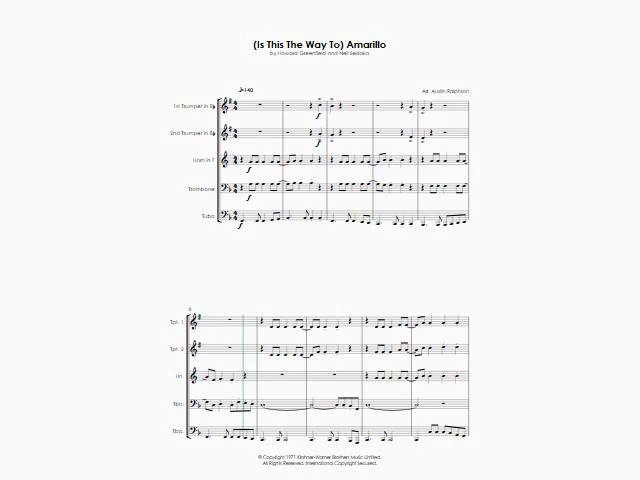 (Is This The Way To) Amarillo
by Howard Greenfield and Neil Sedaka
♩=140
Arr. Austin Ralphson
1st Trumpet in B♭
2nd Trumpet in B♭
Horn in F
Trombone
Tuba
f
f
f
f
f
6
Tpt. 1
Tpt. 2
Hn.
Tbn.
Tba.
© Copyright 1971 Kirshner-Warner Brothers Music Limited.
All Rights Reserved. International Copyright Secured.